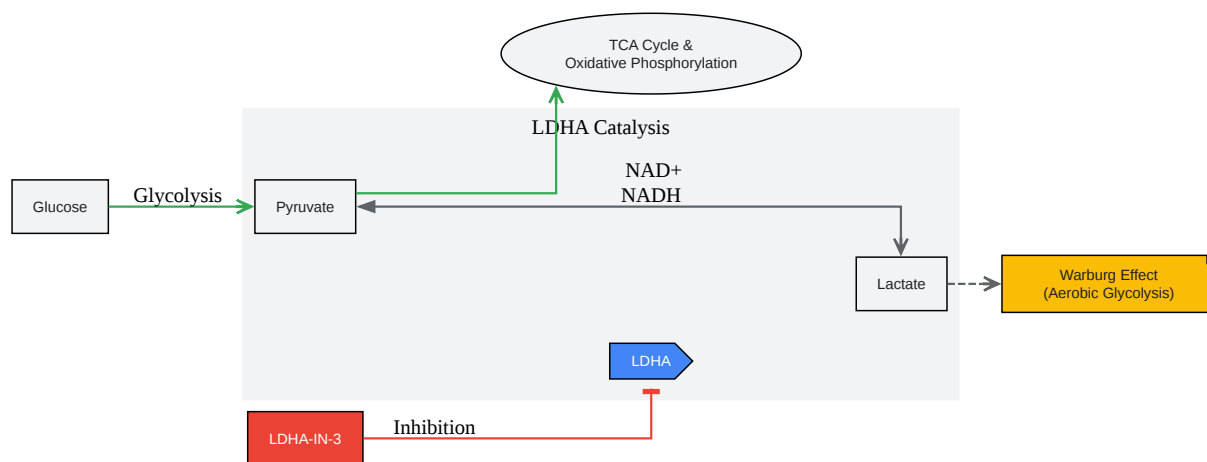 TCA Cycle &
Oxidative Phosphorylation
LDHA Catalysis
NAD+
NADH
Glucose
Glycolysis
Pyruvate
Lactate
Warburg Effect
(Aerobic Glycolysis)
LDHA
LDHA-IN-3
Inhibition